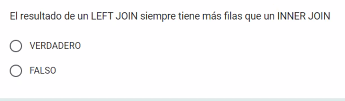 El resultado de un LEFT JOIN siempre tiene más filas que un INNER JOIN
VERDADERO
FALSO